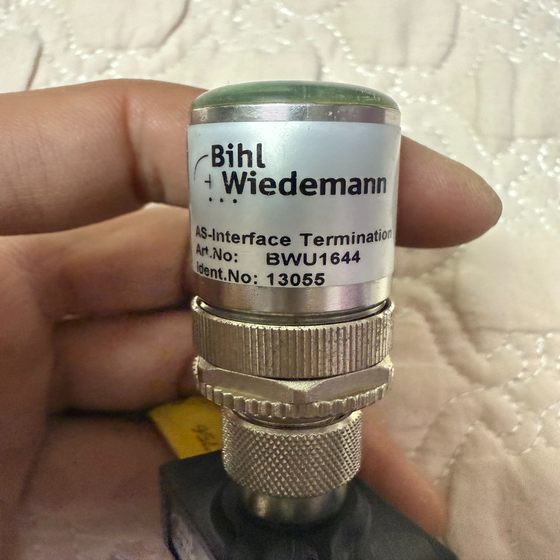 Bihl
+ Wiedemann
AS-Interface Termination
Art.No: BWU1644
Ident.No: 13055